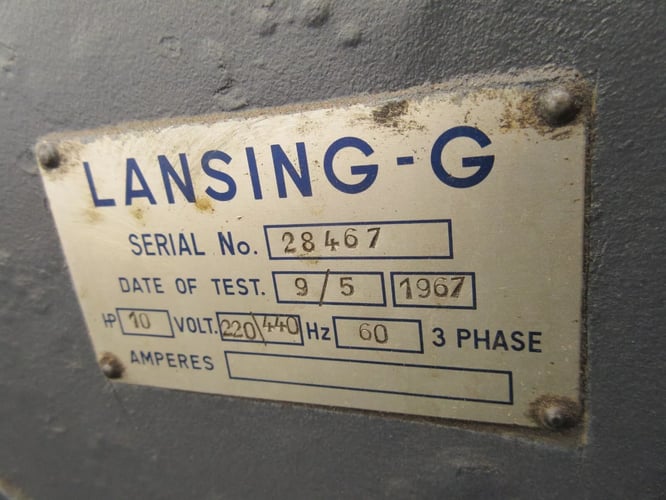 LANSING-G
SERIAL No. 28467
DATE OF TEST. 9/5 1967
HP 10 VOLT. 220\440 Hz 60 3 PHASE
AMPERES